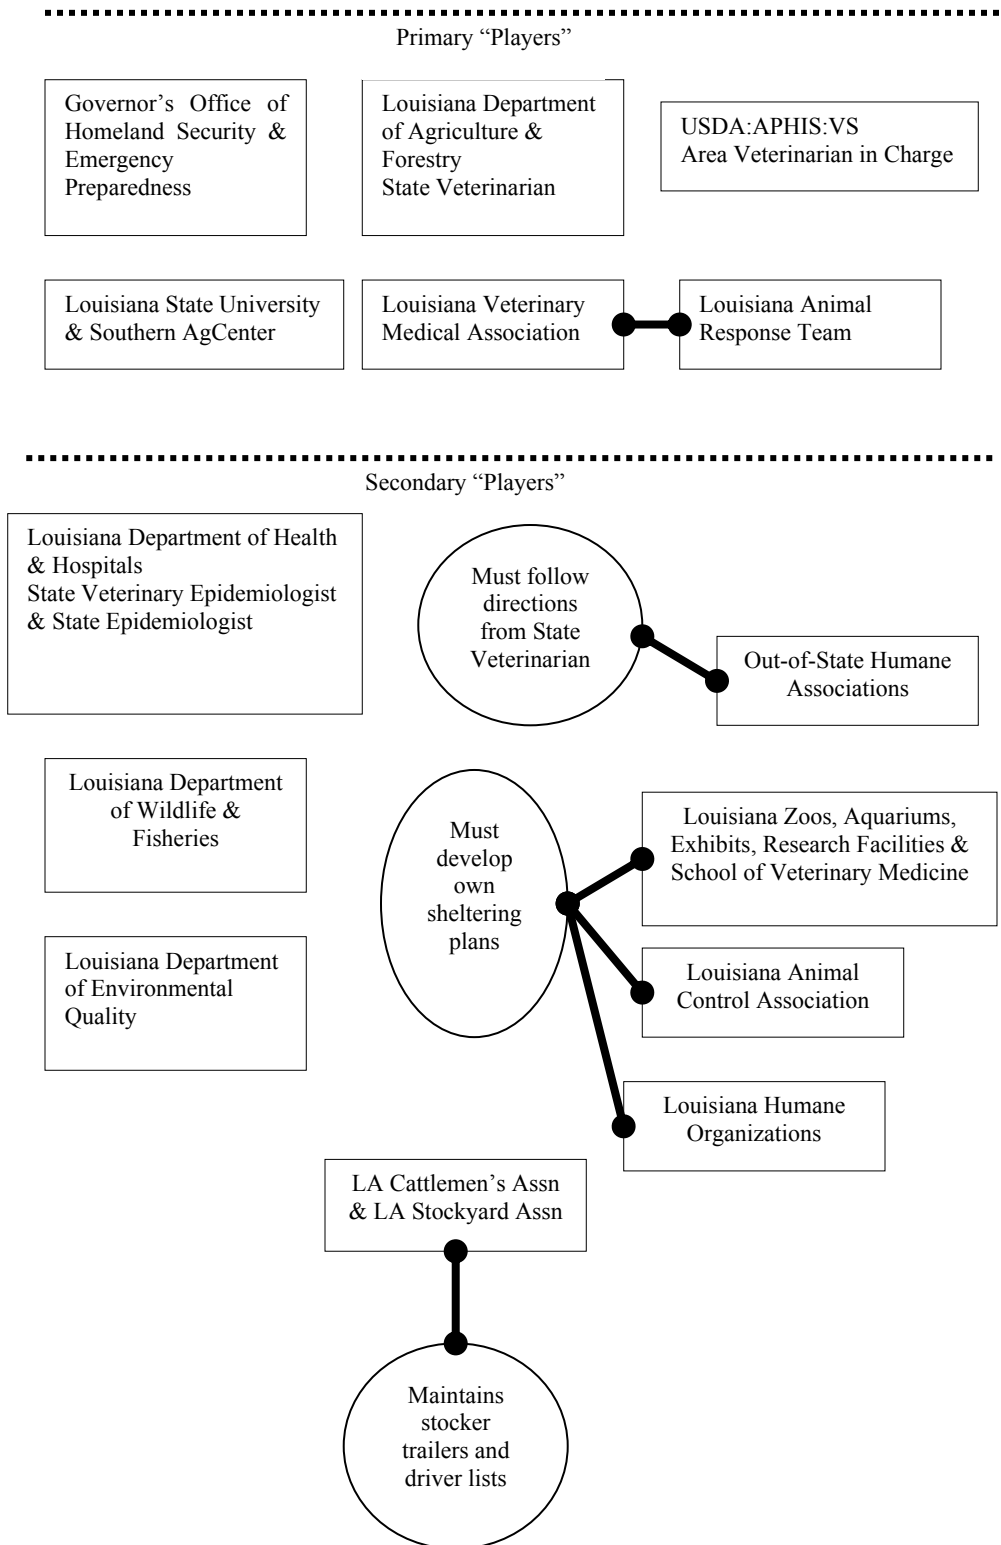 Primary “Players”
Governor’s Office of
Homeland Security &
Emergency
Preparedness
Louisiana Department
of Agriculture &
Forestry
State Veterinarian
USDA:APHIS:VS
Area Veterinarian in Charge
Louisiana State University
& Southern AgCenter
Louisiana Veterinary
Medical Association
Louisiana Animal
Response Team
Secondary “Players”
Louisiana Department of Health
& Hospitals
State Veterinary Epidemiologist
& State Epidemiologist
Must follow
directions
from State
Veterinarian
Out-of-State Humane
Associations
Louisiana Department
of Wildlife &
Fisheries
Must
develop
own
sheltering
plans
Louisiana Zoos, Aquariums,
Exhibits, Research Facilities &
School of Veterinary Medicine
Louisiana Department
of Environmental
Quality
Louisiana Animal
Control Association
Louisiana Humane
Organizations
LA Cattlemen’s Assn
& LA Stockyard Assn
Maintains
stocker
trailers and
driver lists